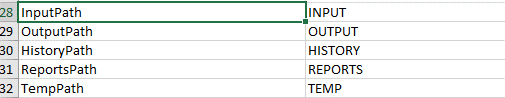 28 InputPath INPUT
29 OutputPath OUTPUT
30 HistoryPath HISTORY
31 ReportsPath REPORTS
32 TempPath TEMP